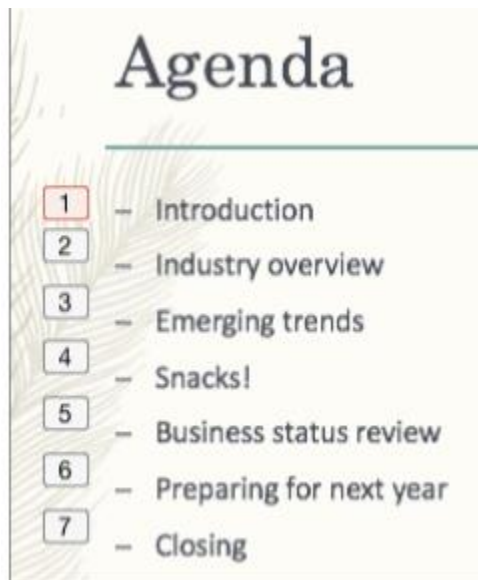 Agenda
1 – Introduction
2 – Industry overview
3 – Emerging trends
4 – Snacks!
5 – Business status review
6 – Preparing for next year
7 – Closing